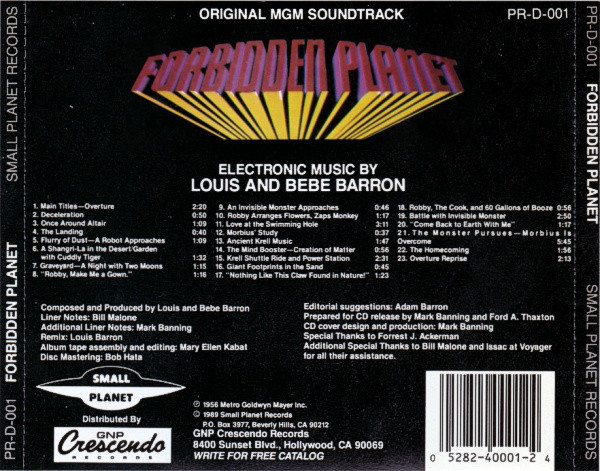 ORIGINAL MGM SOUNDTRACK
PR-D-001
FORBIDDEN PLANET
ELECTRONIC MUSIC BY
LOUIS AND BEBE BARRON
1. Main Titles—Overture 2:20
2. Deceleration 0:50
3. Once Around Altair 1:09
4. The Landing 0:40
5. Flurry of Dust—A Robot Approaches 1:09
6. A Shangri-La in the Desert/Garden
with Cuddly Tiger 1:32
7. Graveyard—A Night with Two Moons 1:15
8. "Robby, Make Me a Gown."
9. An Invisible Monster Approaches 0:46
10. Robby Arranges Flowers, Zaps Monkey 1:17
11. Love at the Swimming Hole 3:11
12. Morbius' Study 0:37
13. Ancient Krell Music 1:47
14. The Mind Booster—Creation of Matter 0:56
15. Krell Shuttle Ride and Power Station 2:31
16. Giant Footprints in the Sand 0:45
17. "Nothing Like This Claw Found in Nature!" 1:23
18. Robby, The Cook, and 60 Gallons of Booze 0:56
19. Battle with Invisible Monster 2:50
20. "Come Back to Earth With Me" 1:17
21. The Monster Pursues—Morbius Is
Overcome 5:45
22. The Homecoming 1:56
23. Overture Reprise 2:13
Composed and Produced by Louis and Bebe Barron
Liner Notes: Bill Malone
Additional Liner Notes: Mark Banning
Remix: Louis Barron
Album tape assembly and editing: Mary Ellen Kabat
Disc Mastering: Bob Hata
Editorial suggestions: Adam Barron
Prepared for CD release by Mark Banning and Ford A. Thaxton
CD cover design and production: Mark Banning
Special Thanks to Forrest J. Ackerman
Additional Special Thanks to Bill Malone and Issac at Voyager
for all their assistance.
SMALL
PLANET
Distributed By
GNP
Crescendo
RECORDS
℗ 1956 Metro Goldwyn Mayer Inc.
© 1989 Small Planet Records
P.O. Box 3977, Beverly Hills, CA 90212
GNP Crescendo Records
8400 Sunset Blvd., Hollywood, CA 90069
WRITE FOR FREE CATALOG
0 5282-40001-2 4
PR-D-001 FORBIDDEN PLANET SMALL PLANET RECORDS
PR-D-001 FORBIDDEN PLANET SMALL PLANET RECORDS